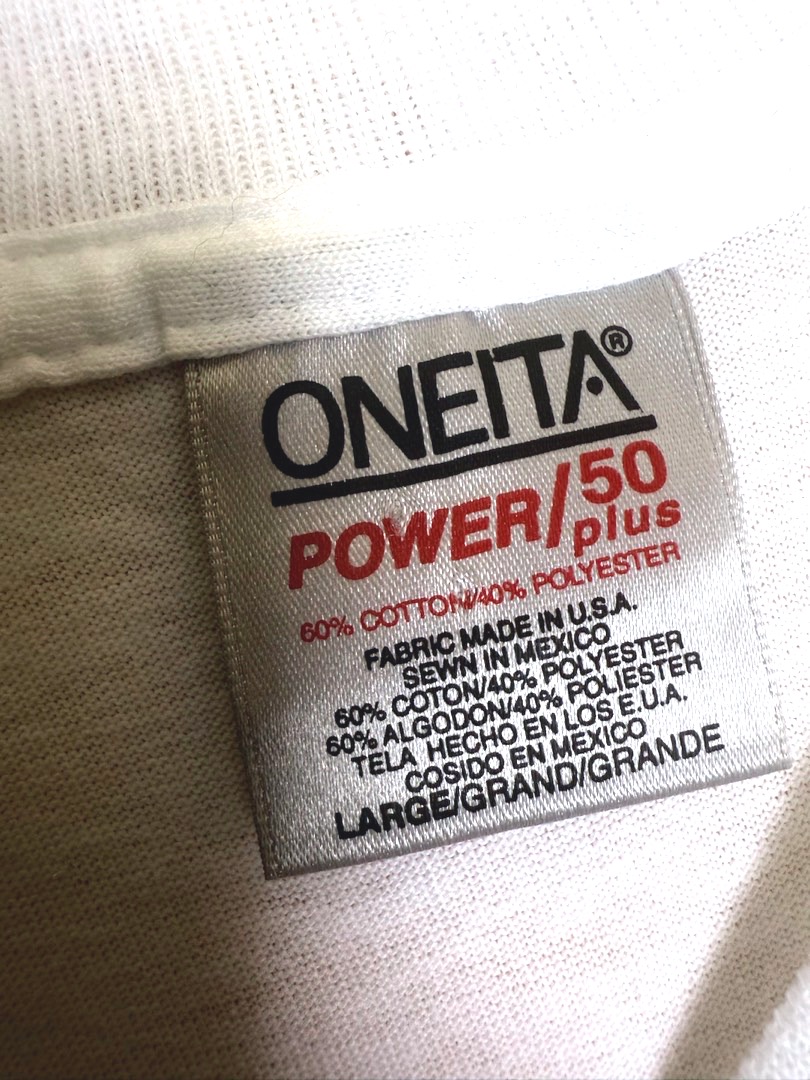 ONEITA®
POWER/50 plus
60% COTTON/40% POLYESTER
FABRIC MADE IN U.S.A.
SEWN IN MEXICO
60% COTON/40% POLYESTER
60% ALGODON/40% POLIESTER
TELA HECHO EN LOS E.U.A.
COSIDO EN MEXICO
LARGE/GRAND/GRANDE